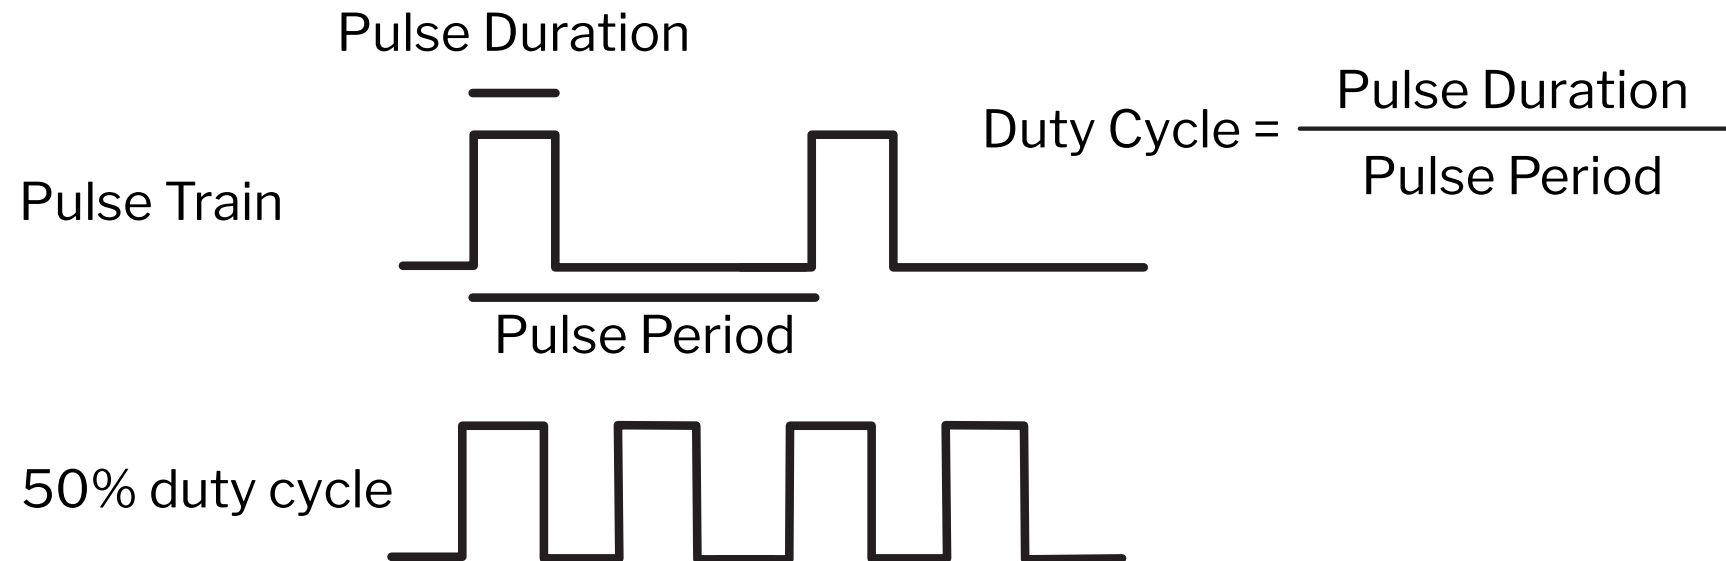 Pulse Duration
Duty Cycle =
Pulse Duration
Pulse Period
Pulse Train
Pulse Period
50% duty cycle